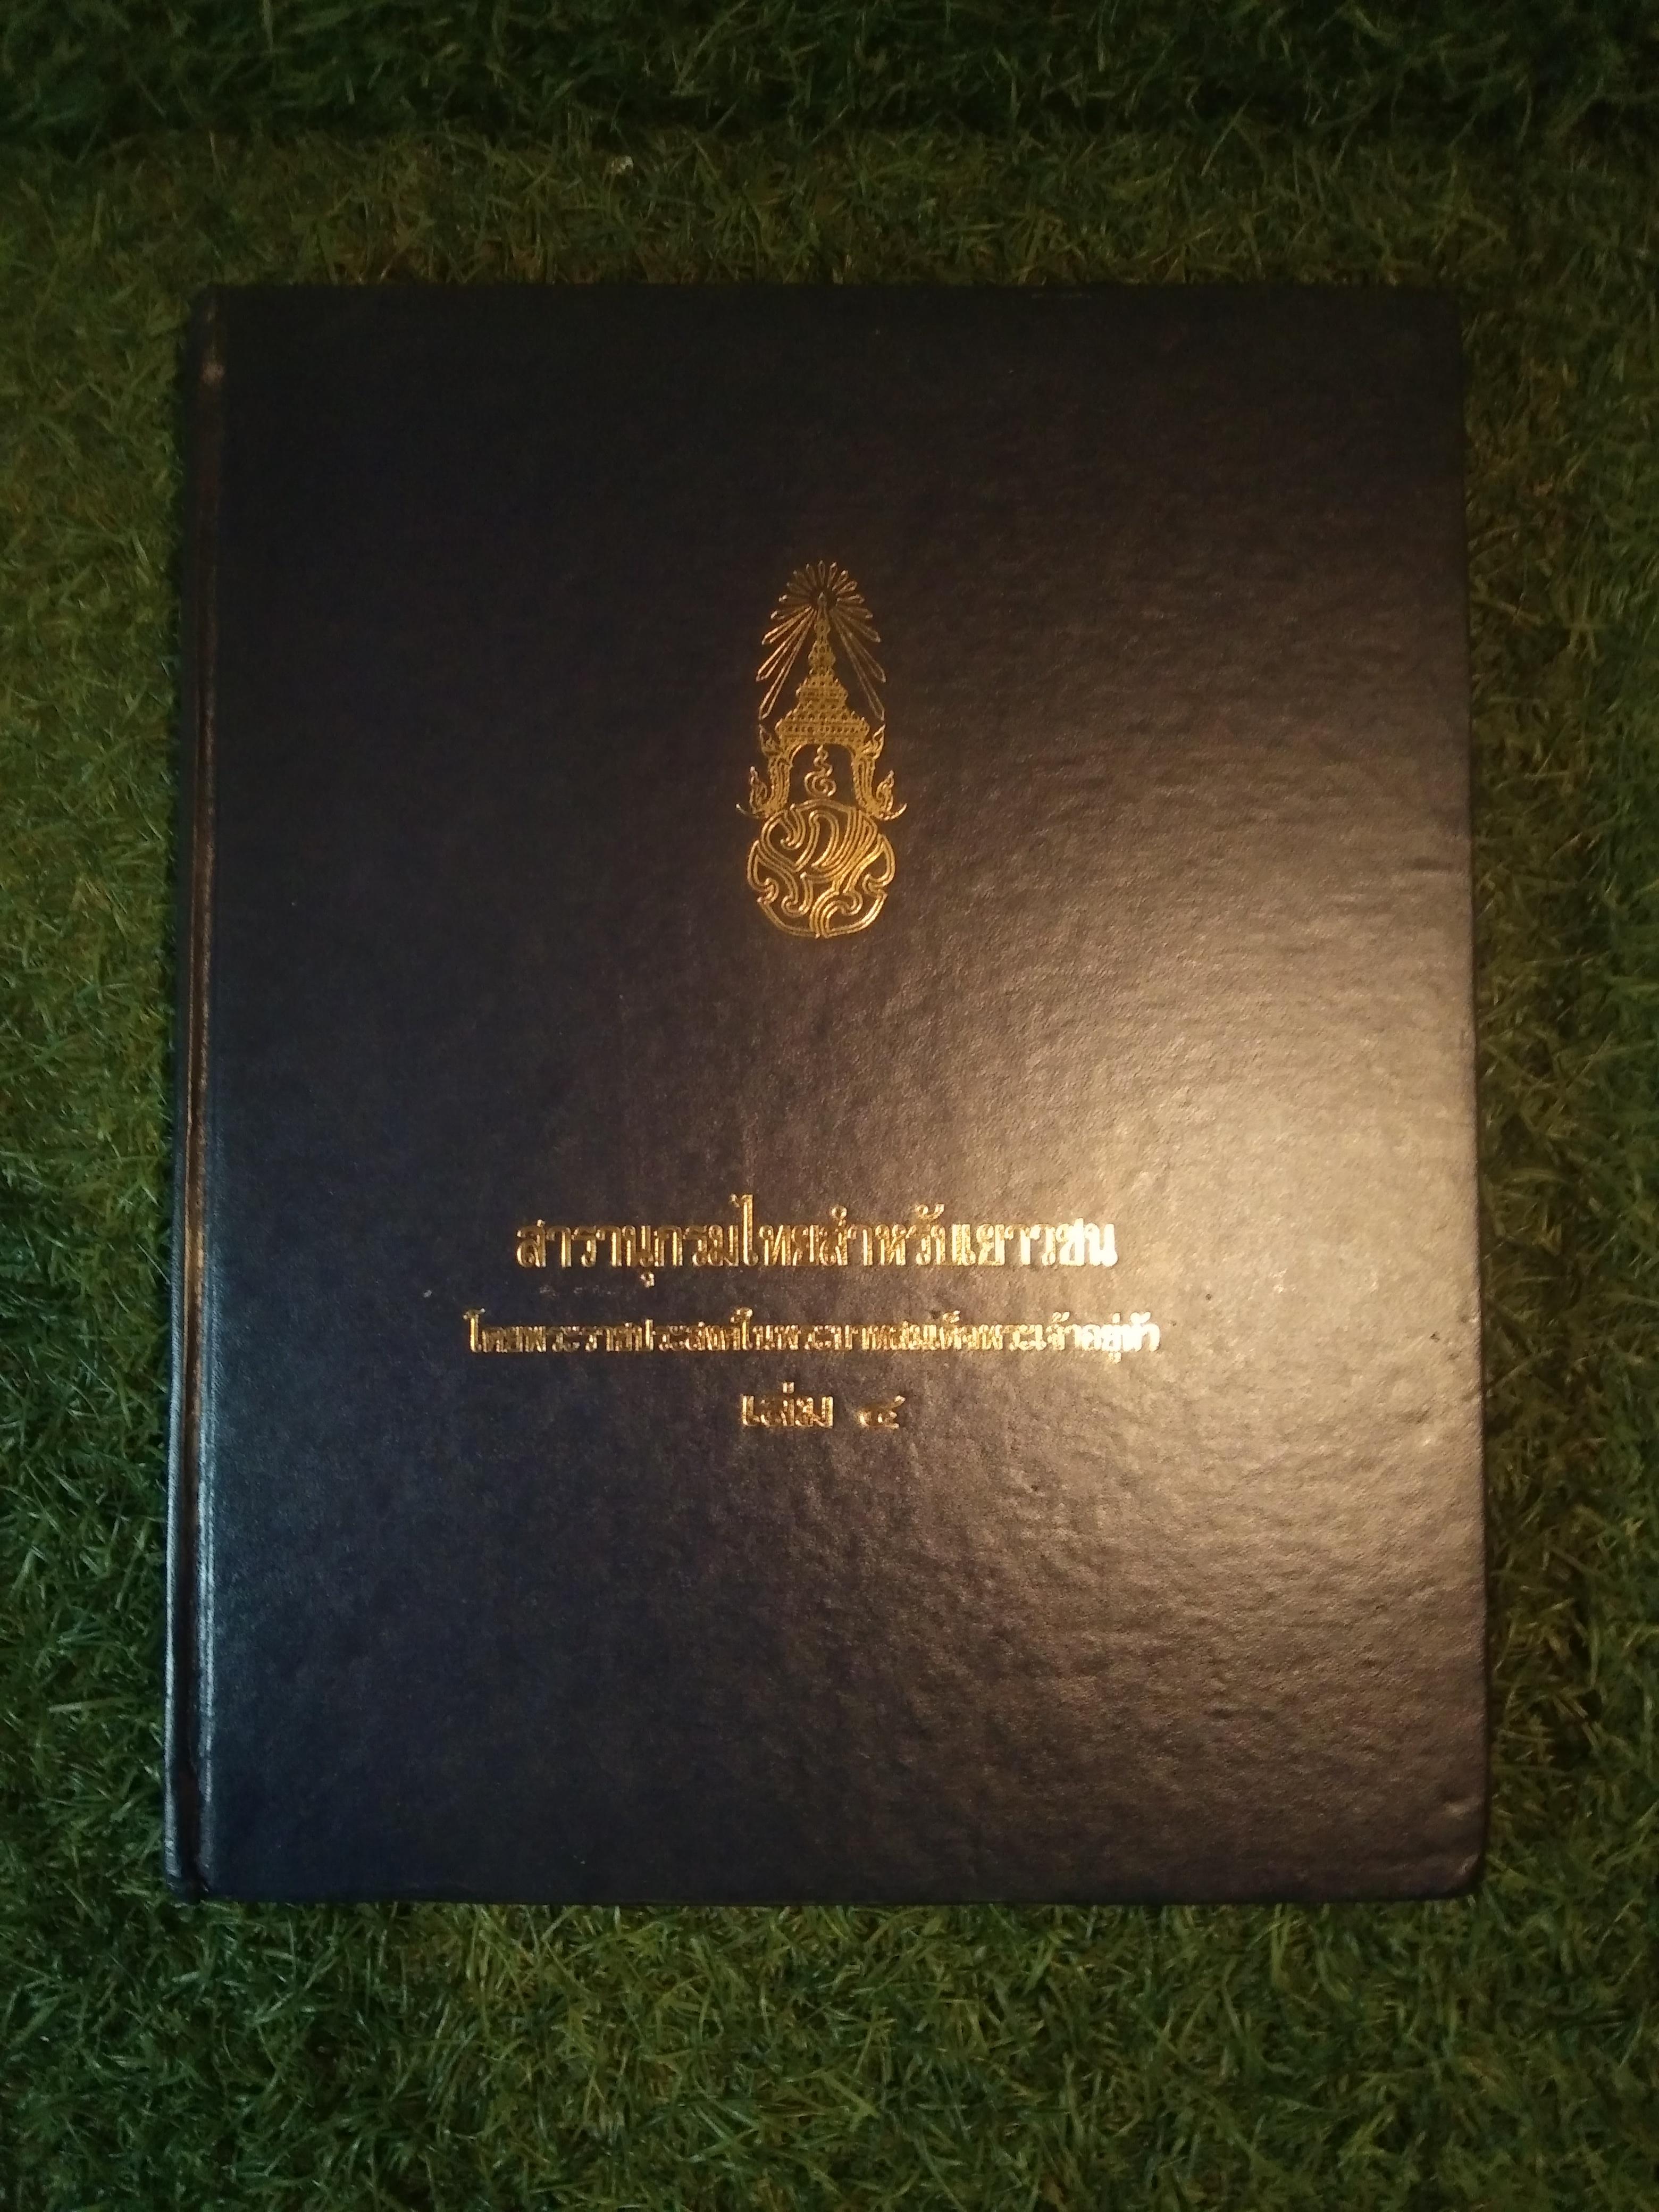 สารานุกรมไทยสำหรับเยาวชน
โดยพระราชประสงค์ในพระบาทสมเด็จพระเจ้าอยู่หัว
เล่ม ๔